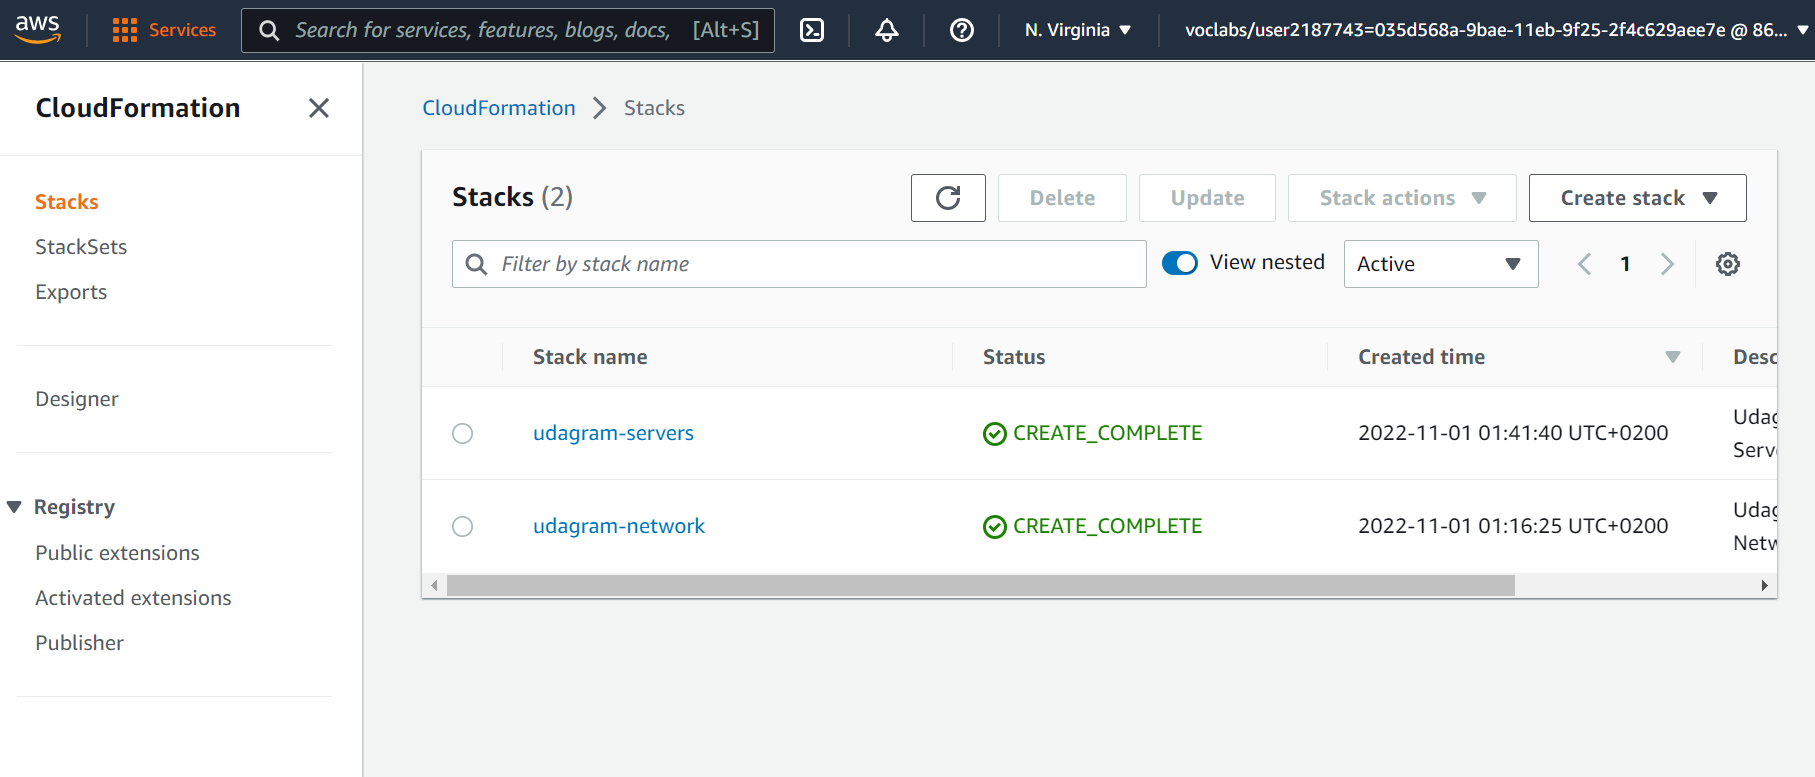 aws
Services
Search for services, features, blogs, docs, [Alt+S]
N. Virginia
voclabs/user2187743=035d568a-9bae-11eb-9f25-2f4c629aee7e @ 86...
CloudFormation
Stacks
StackSets
Exports
Designer
Registry
Public extensions
Activated extensions
Publisher
CloudFormation > Stacks
Stacks (2)
Delete
Update
Stack actions
Create stack
Filter by stack name
View nested
Active
1
Stack name Status Created time Desc
udagram-servers CREATE_COMPLETE 2022-11-01 01:41:40 UTC+0200 Udag
Serv
udagram-network CREATE_COMPLETE 2022-11-01 01:16:25 UTC+0200 Udag
Netw